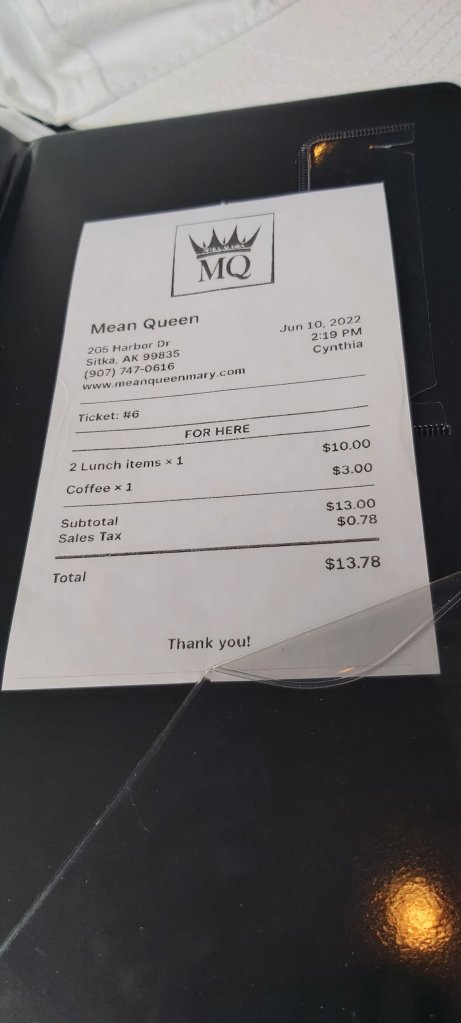 MQ
Mean Queen
205 Harbor Dr
Sitka, AK 99835
(907) 747-0616
www.meanqueenmary.com
Jun 10, 2022
2:19 PM
Cynthia
Ticket: #6
FOR HERE
2 Lunch items × 1 $10.00
Coffee × 1 $3.00
Subtotal $13.00
Sales Tax $0.78
Total $13.78
Thank you!